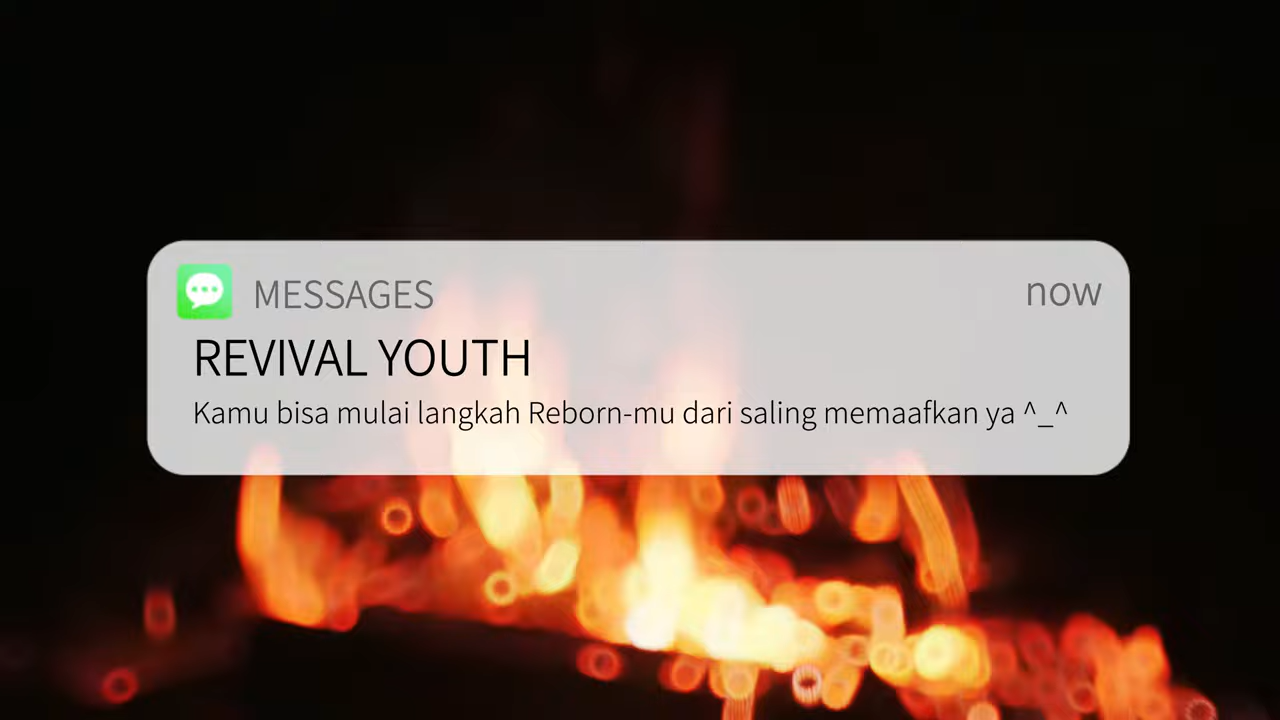 MESSAGES now
REVIVAL YOUTH
Kamu bisa mulai langkah Reborn-mu dari saling memaafkan ya ^_^